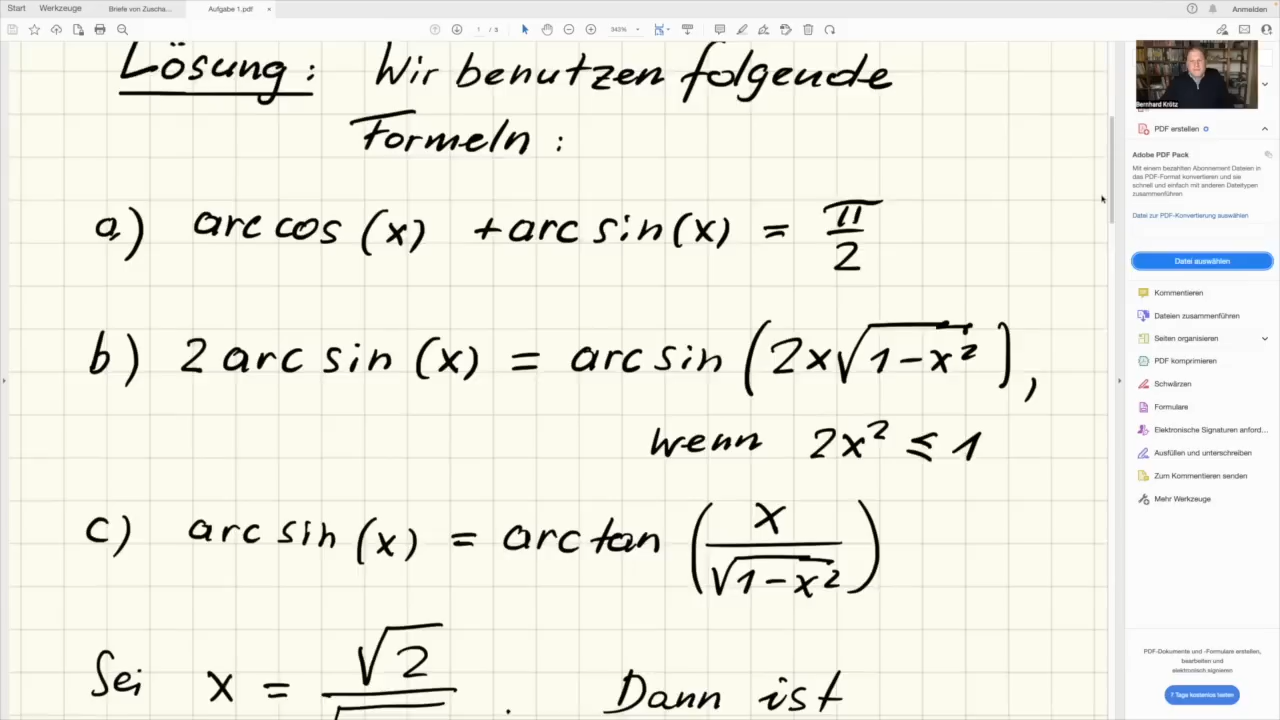 Start Werkzeuge Briefe von Zuscha... Aufgabe 1.pdf × Anmelden
1 / 3 343%
Lösung: Wir benutzen folgende
Formeln:
a) arccos(x) + arcsin(x) = π/2
b) 2 arcsin(x) = arcsin(2x√(1-x²)),
wenn 2x² ≤ 1
c) arcsin(x) = arctan(x/√(1-x²))
Sei x = √2/√ . Dann ist
Bernhard Krötz
PDF erstellen
Adobe PDF Pack
Mit einem bezahlten Abonnement Dateien in
das PDF-Format konvertieren und sie
schnell und einfach mit anderen Dateitypen
zusammenführen
Datei zur PDF-Konvertierung auswählen
Datei auswählen
Kommentieren
Dateien zusammenführen
Seiten organisieren
PDF komprimieren
Schwärzen
Formulare
Elektronische Signaturen anford...
Ausfüllen und unterschreiben
Zum Kommentieren senden
Mehr Werkzeuge
PDF-Dokumente und -Formulare erstellen,
bearbeiten und
elektronisch signieren
7 Tage kostenlos testen